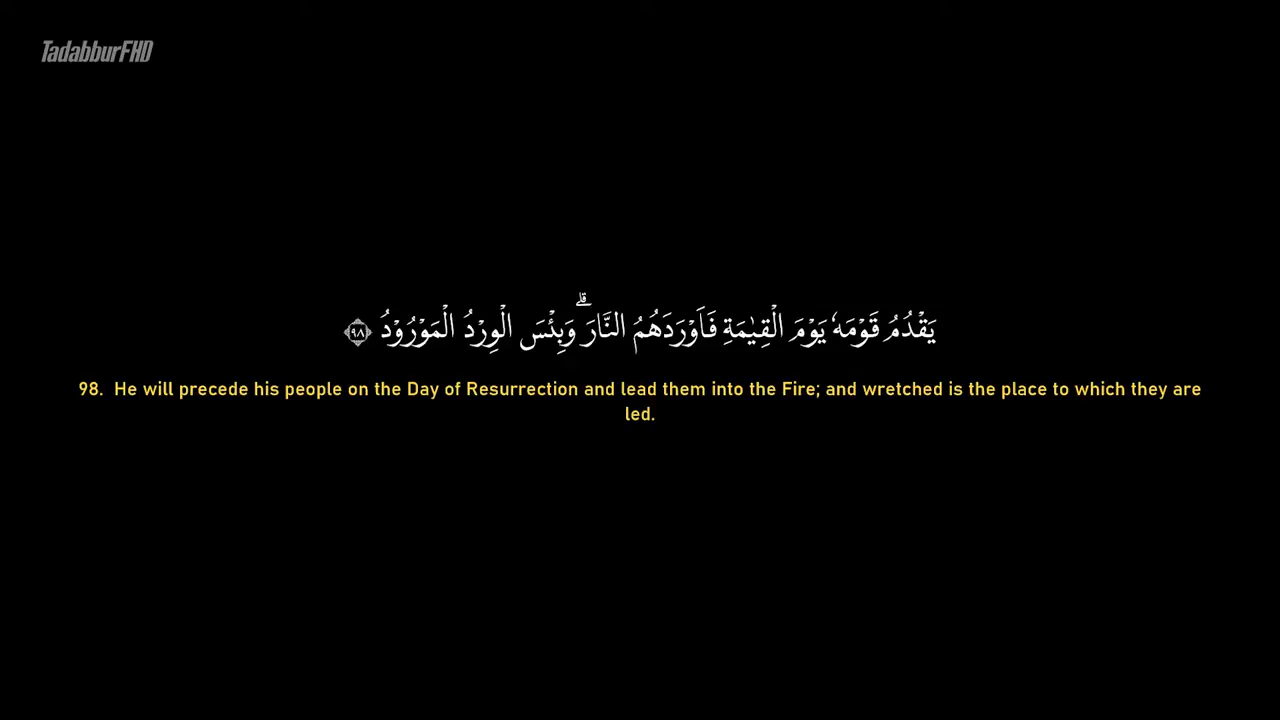 TadabburFHD
يَقْدُمُ قَوْمَهٗ يَوْمَ الْقِيٰمَةِ فَاَوْرَدَهُمُ النَّارَ ۗوَبِئْسَ الْوِرْدُ الْمَوْرُوْدُ ٩٨
98. He will precede his people on the Day of Resurrection and lead them into the Fire; and wretched is the place to which they are
led.